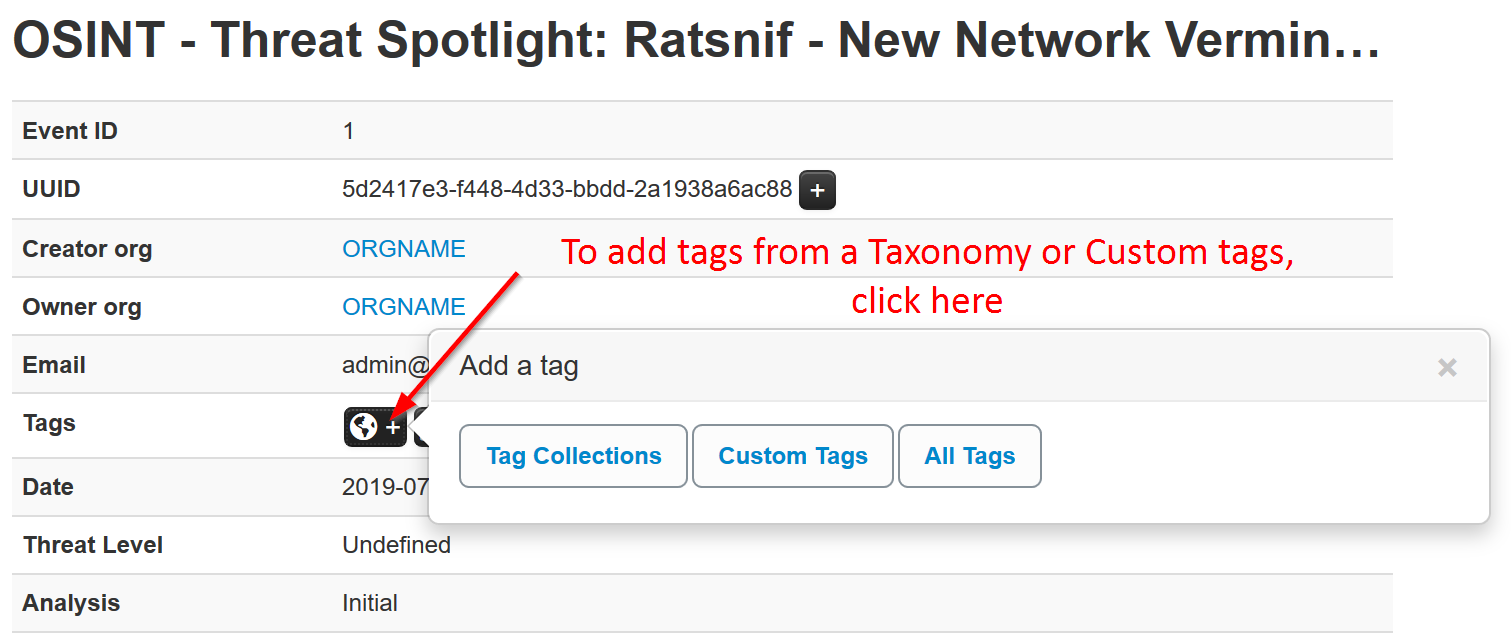 OSINT - Threat Spotlight: Ratsnif - New Network Vermin…
Event ID 1
UUID 5d2417e3-f448-4d33-bbdd-2a1938a6ac88 +
Creator org ORGNAME
To add tags from a Taxonomy or Custom tags,
click here
Owner org ORGNAME
Email admin@
Add a tag ×
Tags +
Tag Collections Custom Tags All Tags
Date 2019-07
Threat Level Undefined
Analysis Initial